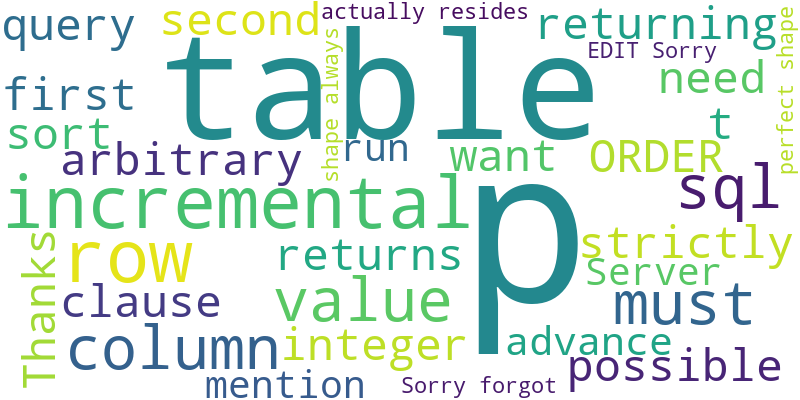 query
second
actually resides
returning
EDIT Sorry
perfect shape
table
shape always
first
need
t
sort
arbitrary
run
want
ORDER
incremental
p
sql
row
returns
strictly
Server
Thanks
clause
value
must
column
integer
advance
possible
mention
Sorry forgot